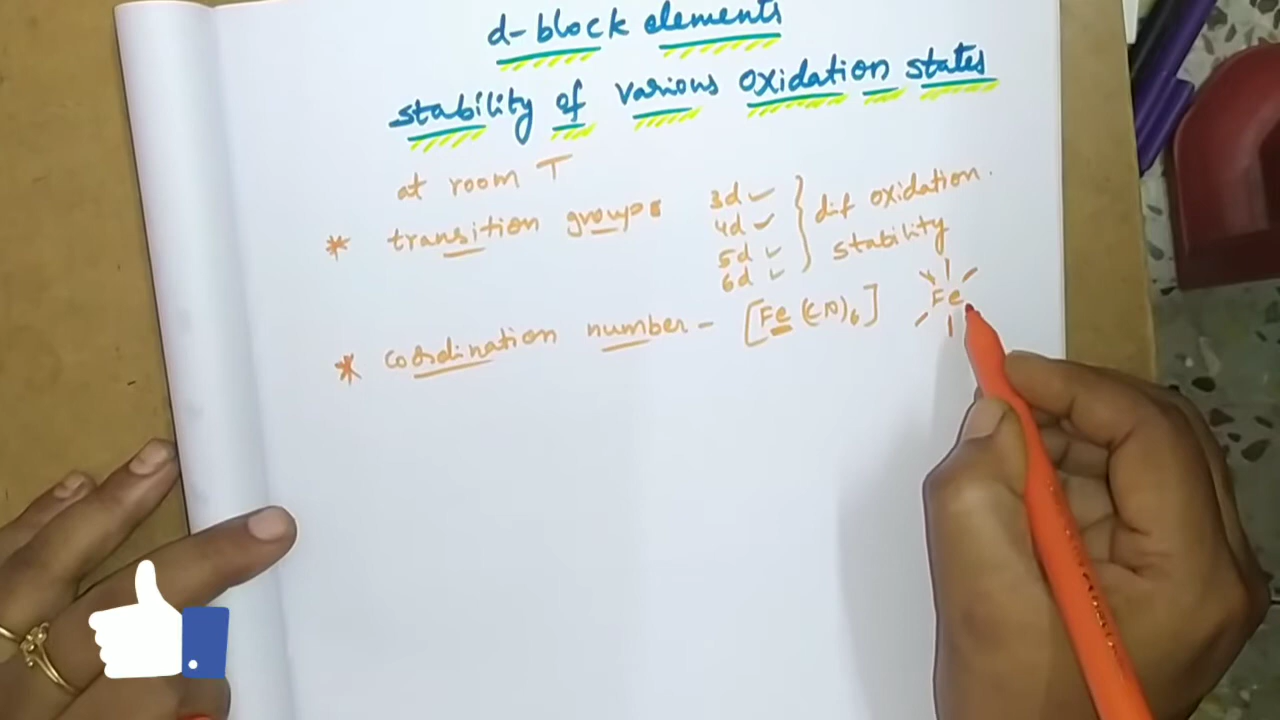 d-block elements
stability of various oxidation states
at room T
* transition groups 3d ✓ } dif oxidation.
4d ✓ stability
5d ✓
6d ✓
* coordination number - [Fe (CN)6] Fe